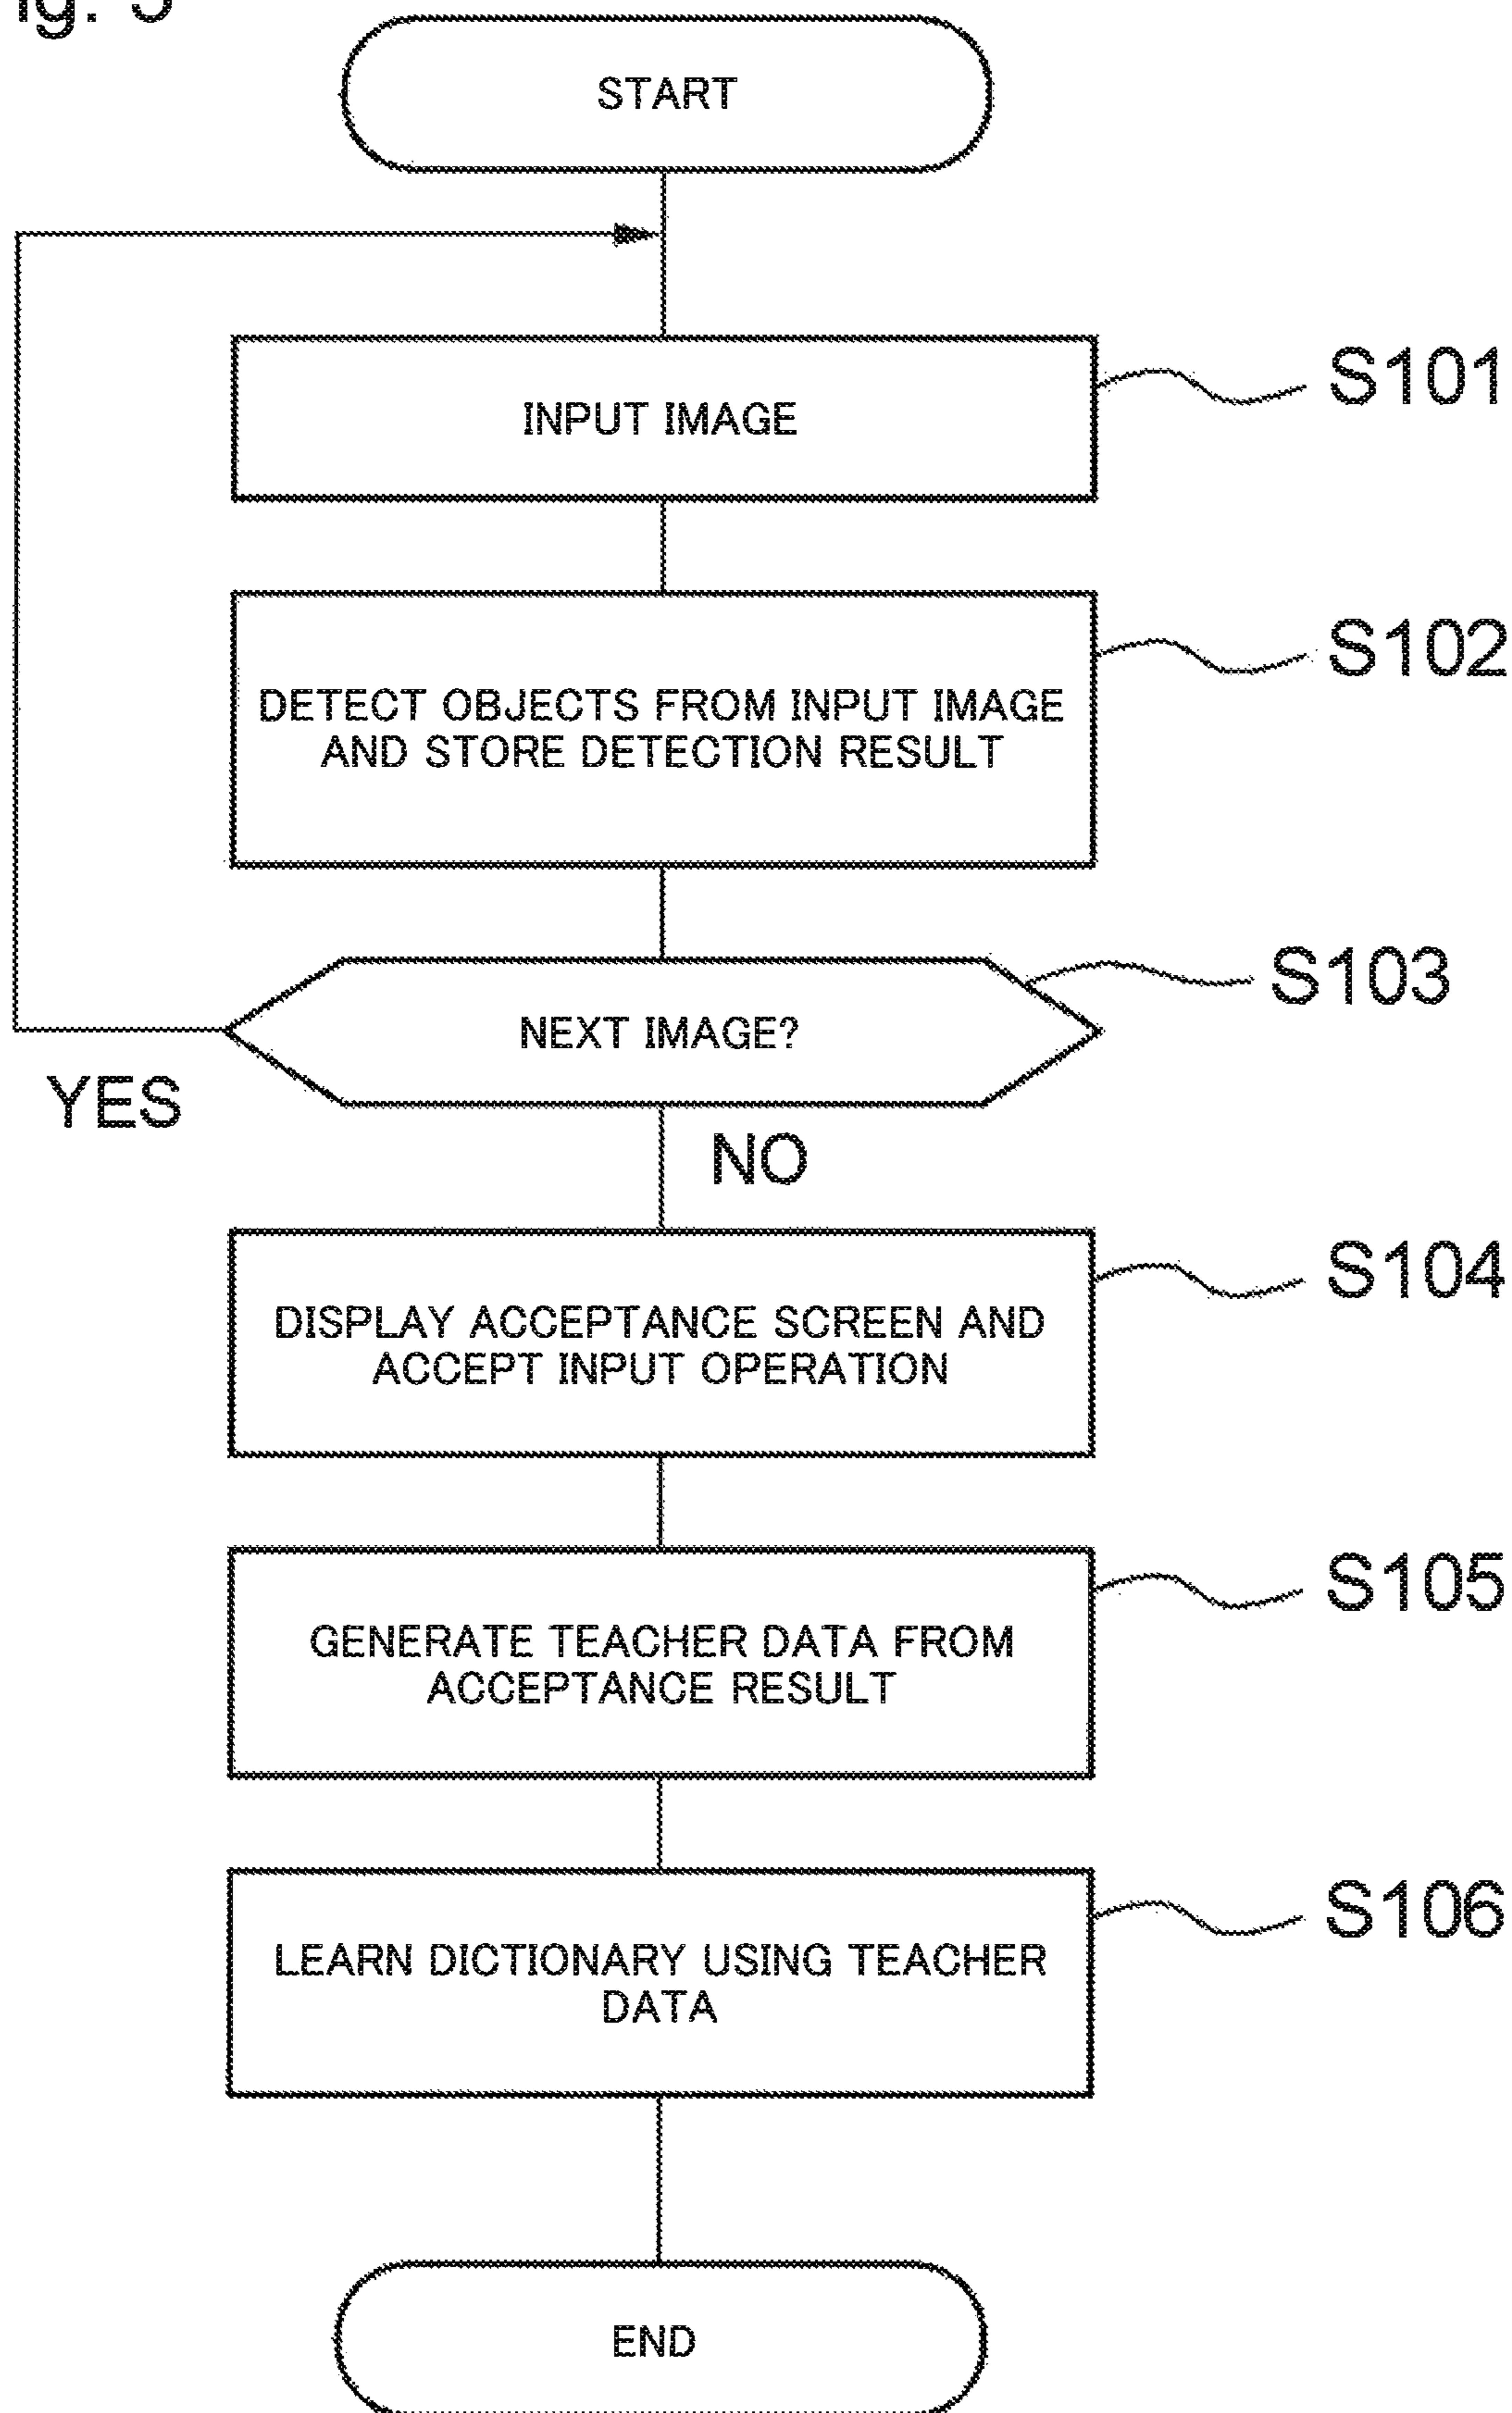 START
INPUT IMAGE
S101
DETECT OBJECTS FROM INPUT IMAGE
AND STORE DETECTION RESULT
S102
NEXT IMAGE?
S103
YES
NO
DISPLAY ACCEPTANCE SCREEN AND
ACCEPT INPUT OPERATION
S104
GENERATE TEACHER DATA FROM
ACCEPTANCE RESULT
S105
LEARN DICTIONARY USING TEACHER
DATA
S106
END